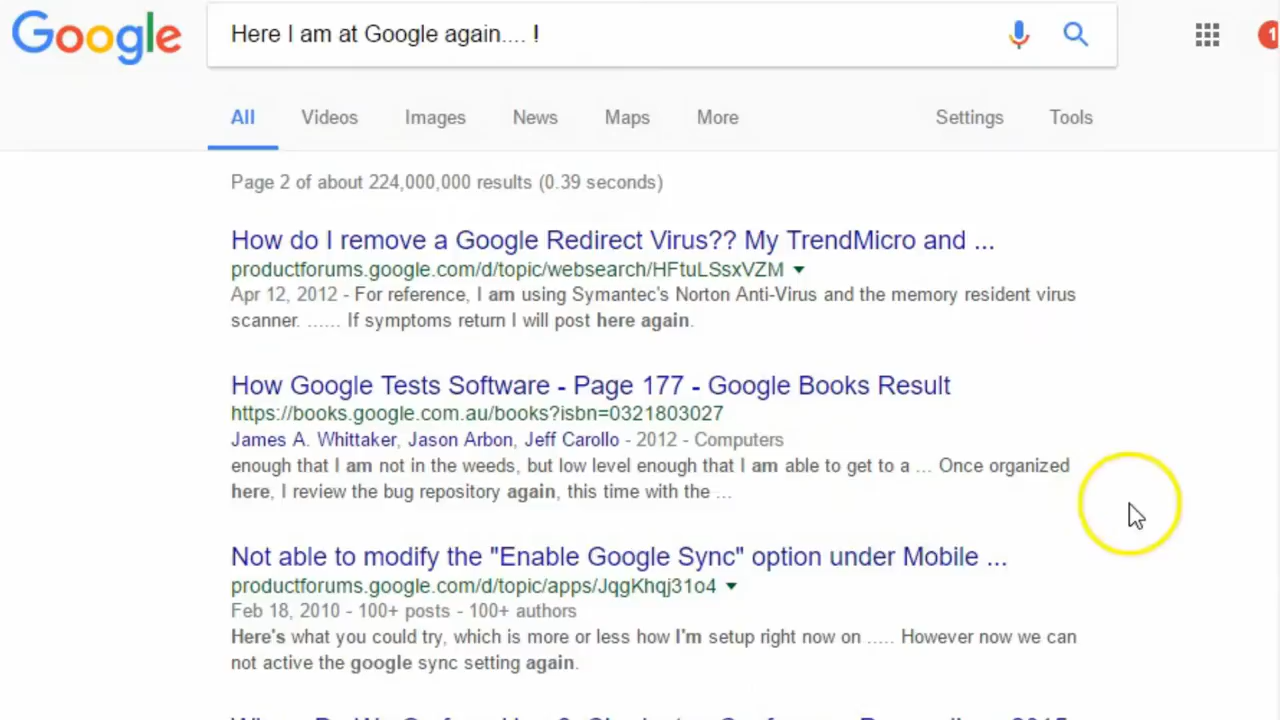 Google
Here I am at Google again.... !
1
All Videos Images News Maps More Settings Tools
Page 2 of about 224,000,000 results (0.39 seconds)
How do I remove a Google Redirect Virus?? My TrendMicro and ...
productforums.google.com/d/topic/websearch/HFtuLSsxVZM
Apr 12, 2012 - For reference, I am using Symantec's Norton Anti-Virus and the memory resident virus
scanner. ...... If symptoms return I will post here again.
How Google Tests Software - Page 177 - Google Books Result
https://books.google.com.au/books?isbn=0321803027
James A. Whittaker, Jason Arbon, Jeff Carollo - 2012 - Computers
enough that I am not in the weeds, but low level enough that I am able to get to a ... Once organized
here, I review the bug repository again, this time with the ...
Not able to modify the "Enable Google Sync" option under Mobile ...
productforums.google.com/d/topic/apps/JqgKhqj31o4
Feb 18, 2010 - 100+ posts - 100+ authors
Here's what you could try, which is more or less how I'm setup right now on ..... However now we can
not active the google sync setting again.